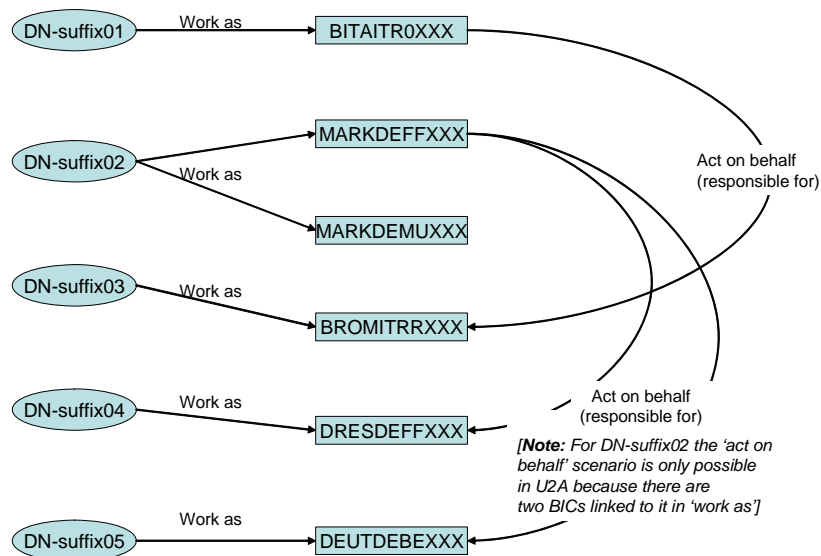 DN-suffix01
Work as
BITAITR0XXX
MARKDEFFXXX
DN-suffix02
Work as
Act on behalf
(responsible for)
MARKDEMUXXX
DN-suffix03
Work as
BROMITRRXXX
DN-suffix04
Work as
DRESDEFFXXX
Act on behalf
(responsible for)
[Note: For DN-suffix02 the ‘act on
behalf’ scenario is only possible
in U2A because there are
two BICs linked to it in ‘work as’]
DN-suffix05
Work as
DEUTDEBEXXX